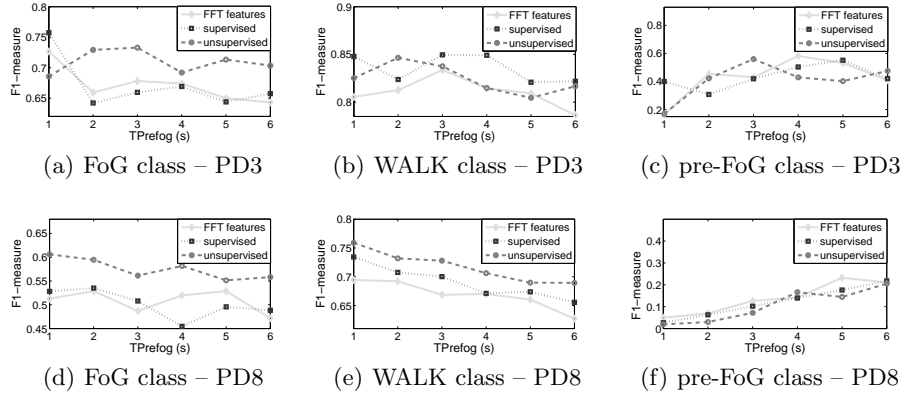 0.8
0.75
0.7
0.65
F1−measure
1 2 3 4 5 6
TPrefog (s)
FFT features
supervised
unsupervised
(a) FoG class – PD3
0.9
0.85
0.8
F1−measure
1 2 3 4 5 6
TPrefog (s)
FFT features
supervised
unsupervised
(b) WALK class – PD3
0.8
0.6
0.4
0.2
F1−measure
1 2 3 4 5 6
TPrefog (s)
FFT features
supervised
unsupervised
(c) pre-FoG class – PD3
0.65
0.6
0.55
0.5
0.45
F1−measure
1 2 3 4 5 6
TPrefog (s)
FFT features
supervised
unsupervised
(d) FoG class – PD8
0.8
0.75
0.7
0.65
F1−measure
1 2 3 4 5 6
TPrefog (s)
FFT features
supervised
unsupervised
(e) WALK class – PD8
0.4
0.3
0.2
0.1
0
F1−measure
1 2 3 4 5 6
TPrefog (s)
FFT features
supervised
unsupervised
(f) pre-FoG class – PD8